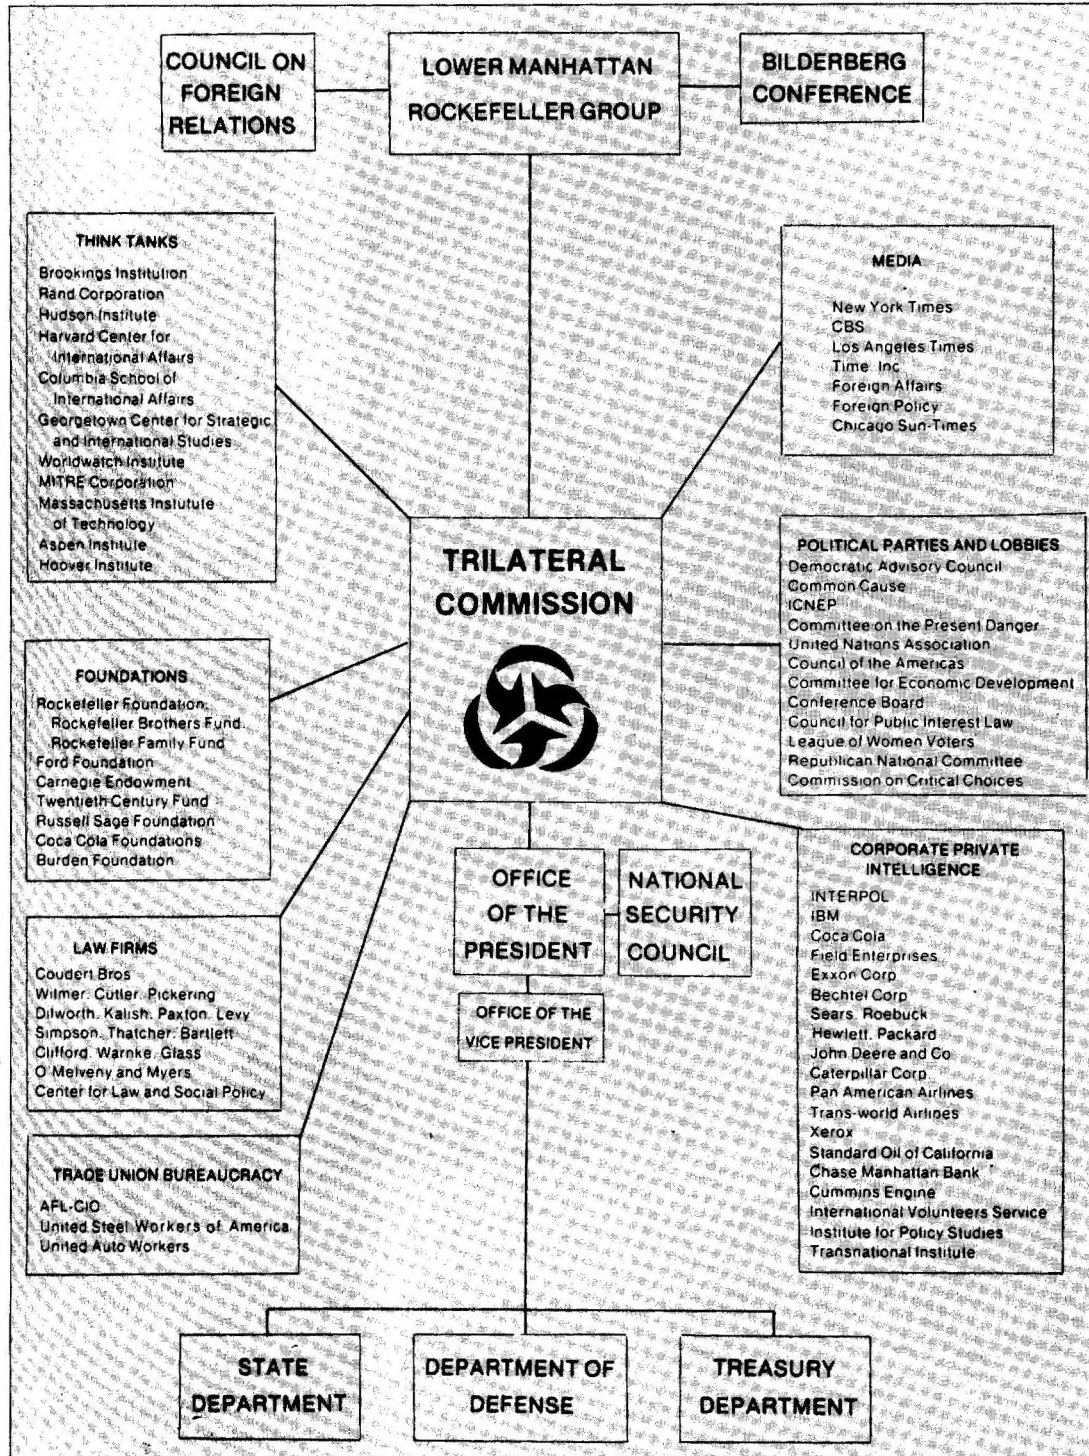 COUNCIL ON
FOREIGN
RELATIONS
LOWER MANHATTAN
ROCKEFELLER GROUP
BILDERBERG
CONFERENCE
THINK TANKS
Brookings Institution
Rand Corporation
Hudson Institute
Harvard Center for
International Affairs
Columbia School of
International Affairs
Georgetown Center for Strategic
and International Studies
Worldwatch Institute
MITRE Corporation
Massachusetts Instutute
of Technology
Aspen Institute
Hoover Institute
MEDIA
New York Times
CBS
Los Angeles Times
Time Inc
Foreign Affairs
Foreign Policy
Chicago Sun-Times
TRILATERAL
COMMISSION
POLITICAL PARTIES AND LOBBIES
Democratic Advisory Council
Common Cause
ICNEP
Committee on the Present Danger
United Nations Association
Council of the Americas
Committee for Economic Development
Conference Board
Council for Public Interest Law
League of Women Voters
Republican National Committee
Commission on Critical Choices
FOUNDATIONS
Rockefeller Foundation,
Rockefeller Brothers Fund,
Rockefeller Family Fund
Ford Foundation
Carnegie Endowment
Twentieth Century Fund
Russell Sage Foundation
Coca Cola Foundations
Burden Foundation
OFFICE
OF THE
PRESIDENT
NATIONAL
SECURITY
COUNCIL
OFFICE OF THE
VICE PRESIDENT
CORPORATE PRIVATE
INTELLIGENCE
INTERPOL
IBM
Coca Cola
Field Enterprises
Exxon Corp
Bechtel Corp
Sears, Roebuck
Hewlett, Packard
John Deere and Co
Caterpillar Corp.
Pan American Airlines
Trans-world Airlines
Xerox
Standard Oil of California
Chase Manhattan Bank
Cummins Engine
International Volunteers Service
Institute for Policy Studies
Transnational Institute
LAW FIRMS
Coudert Bros
Wilmer, Cutler, Pickering
Dilworth, Kalish, Paxton, Levy
Simpson, Thatcher, Bartlett
Clifford, Warnke, Glass
O Melveny and Myers
Center for Law and Social Policy
TRADE UNION BUREAUCRACY
AFL-CIO
United Steel Workers of America
United Auto Workers
STATE
DEPARTMENT
DEPARTMENT OF
DEFENSE
TREASURY
DEPARTMENT